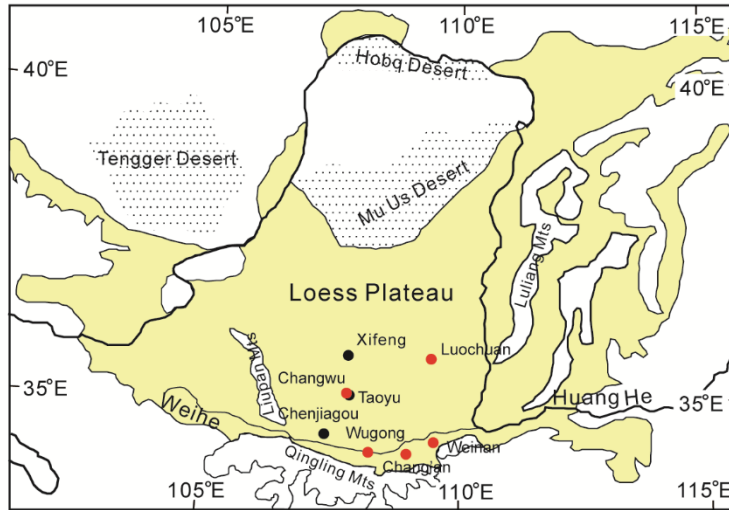 105°E
110°E
115°E
40°E
Hobq Desert
40°E
Tengger Desert
Mu Us Desert
Luliang Mts
Loess Plateau
Xifeng
Luochuan
Liupan Mts
Changwu
35°E
Taoyu
Huang He
35°E
Weihe
Chenjiagou
Wugong
Weinan
Changan
Qingling Mts
105°E
110°E
115°E